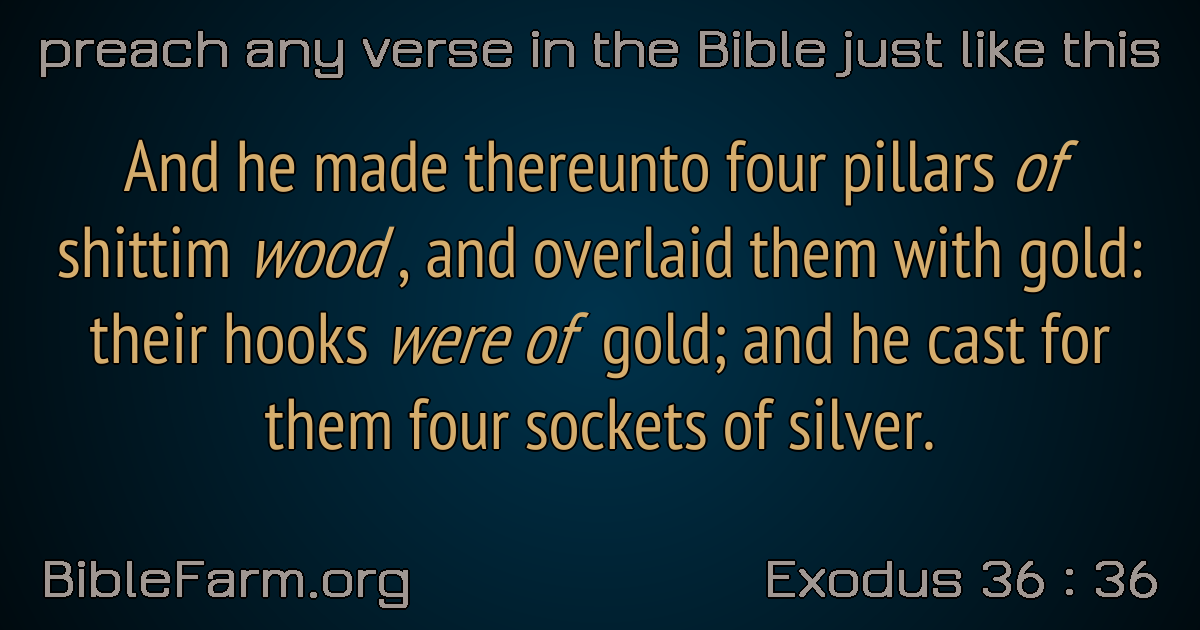 preach any verse in the Bible just like this
And he made thereunto four pillars of
shittim wood , and overlaid them with gold:
their hooks were of gold; and he cast for
them four sockets of silver.
BibleFarm.org
Exodus 36 : 36